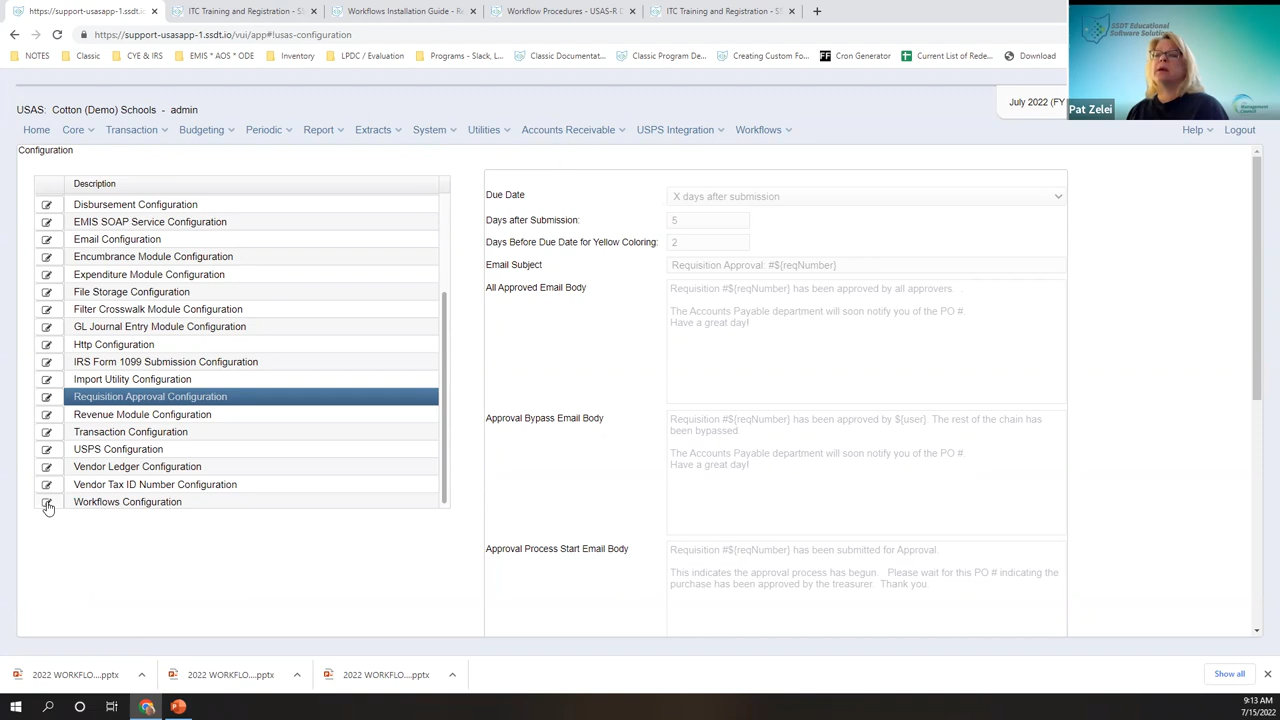 https://support-usasapp-1.ssdt.io/
ITC Training and Registration - S
Workflows Installation Guide - Re
Workflow Procedures - USAS-R D
ITC Training and Registration - S
https://support-usasapp-1.ssdt.io/vui/app#!usas-configuration
NOTES
Classic
CYE & IRS
EMIS * AOS * ODE
Inventory
LPDC / Evaluation
Programs - Slack, L...
Classic Documentat...
Classic Program De...
Creating Custom Fo...
FF Cron Generator
Current List of Rede...
Download
SSDT Educational
Software Solutions
Pat Zelei
USAS: Cotton (Demo) Schools - admin
July 2022 (FY
Home Core Transaction Budgeting Periodic Report Extracts System Utilities Accounts Receivable USPS Integration Workflows Help Logout
Configuration
Description
Disbursement Configuration
EMIS SOAP Service Configuration
Email Configuration
Encumbrance Module Configuration
Expenditure Module Configuration
File Storage Configuration
Filter Crosswalk Module Configuration
GL Journal Entry Module Configuration
Http Configuration
IRS Form 1099 Submission Configuration
Import Utility Configuration
Requisition Approval Configuration
Revenue Module Configuration
Transaction Configuration
USPS Configuration
Vendor Ledger Configuration
Vendor Tax ID Number Configuration
Workflows Configuration
Due Date
X days after submission
Days after Submission:
5
Days Before Due Date for Yellow Coloring:
2
Email Subject
Requisition Approval: #${reqNumber}
All Approved Email Body
Requisition #${reqNumber} has been approved by all approvers.
The Accounts Payable department will soon notify you of the PO #.
Have a great day!
Approval Bypass Email Body
Requisition #${reqNumber} has been approved by ${user}. The rest of the chain has
been bypassed.
The Accounts Payable department will soon notify you of the PO #.
Have a great day!
Approval Process Start Email Body
Requisition #${reqNumber} has been submitted for Approval.
This indicates the approval process has begun. Please wait for this PO # indicating the
purchase has been approved by the treasurer. Thank you.
2022 WORKFLO....pptx
2022 WORKFLO....pptx
2022 WORKFLO....pptx
Show all
9:13 AM
7/15/2022